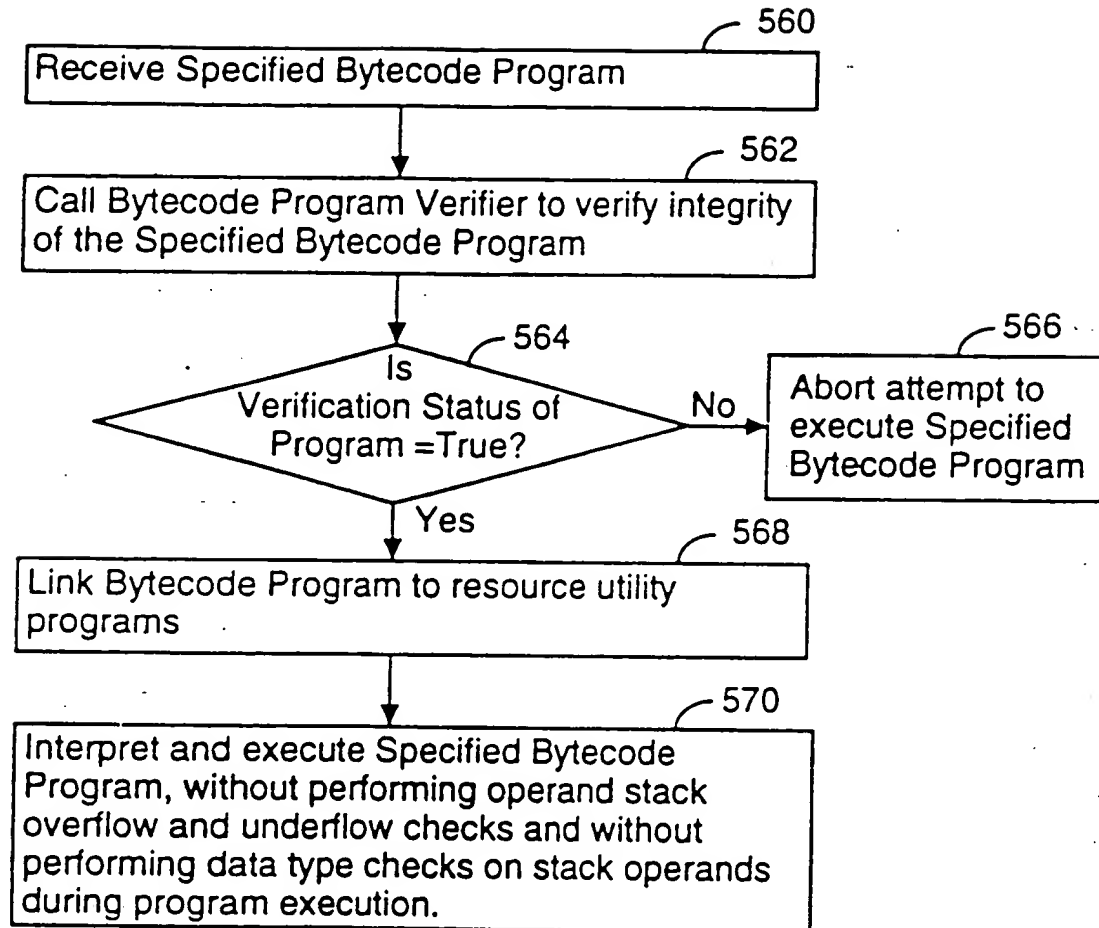 560
Receive Specified Bytecode Program
562
Call Bytecode Program Verifier to verify integrity
of the Specified Bytecode Program
564
Is
Verification Status of
Program =True?
No
566
Abort attempt to
execute Specified
Bytecode Program
Yes
568
Link Bytecode Program to resource utility
programs
570
Interpret and execute Specified Bytecode
Program, without performing operand stack
overflow and underflow checks and without
performing data type checks on stack operands
during program execution.